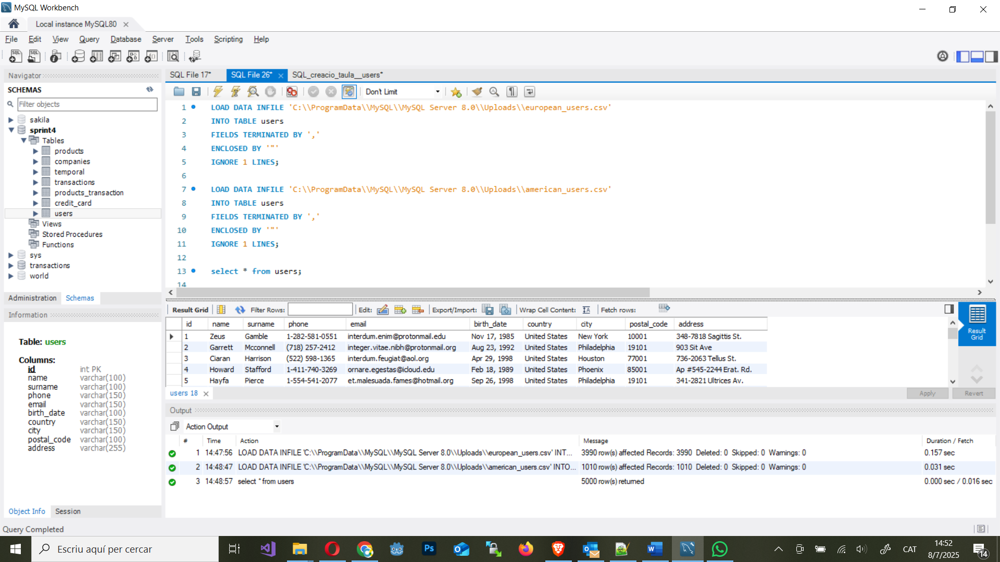 MySQL Workbench
Local instance MySQL80
File Edit View Query Database Server Tools Scripting Help
Navigator
SCHEMAS
Filter objects
sakila
sprint4
Tables
products
companies
temporal
transactions
products_transaction
credit_card
users
Views
Stored Procedures
Functions
sys
transactions
world
Administration Schemas
Information
Table: users
Columns:
id int PK
name varchar(100)
surname varchar(100)
phone varchar(150)
email varchar(150)
birth_date varchar(100)
country varchar(150)
city varchar(150)
postal_code varchar(100)
address varchar(255)
Object Info Session
SQL File 17* SQL File 26* SQL_creacio_taula__users*
Don't Limit
1 LOAD DATA INFILE 'C:\\ProgramData\\MySQL\\MySQL Server 8.0\\Uploads\\european_users.csv'
2 INTO TABLE users
3 FIELDS TERMINATED BY ','
4 ENCLOSED BY '"'
5 IGNORE 1 LINES;
6
7 LOAD DATA INFILE 'C:\\ProgramData\\MySQL\\MySQL Server 8.0\\Uploads\\american_users.csv'
8 INTO TABLE users
9 FIELDS TERMINATED BY ','
10 ENCLOSED BY '"'
11 IGNORE 1 LINES;
12
13 select * from users;
14
Result Grid Filter Rows: Edit: Export/Import: Wrap Cell Content: Fetch rows:
id name surname phone email birth_date country city postal_code address
1 Zeus Gamble 1-282-581-0551 interdum.enim@protonmail.edu Nov 17, 1985 United States New York 10001 348-7818 Sagittis St.
2 Garrett Mcconnell (718) 257-2412 integer.vitae.nibh@protonmail.org Aug 23, 1992 United States Philadelphia 19101 903 Sit Ave
3 Ciaran Harrison (522) 598-1365 interdum.feugiat@aol.org Apr 29, 1998 United States Houston 77001 736-2063 Tellus St.
4 Howard Stafford 1-411-740-3269 ornare.egestas@icloud.edu Feb 18, 1989 United States Phoenix 85001 Ap #545-2244 Erat. Rd.
5 Hayfa Pierce 1-554-541-2077 et.malesuada.fames@hotmail.org Sep 26, 1998 United States Philadelphia 19101 341-2821 Ultrices Av.
Result
Grid
users 18
Apply Revert
Output
Action Output
# Time Action Message Duration / Fetch
1 14:47:56 LOAD DATA INFILE 'C:\\ProgramData\\MySQL\\MySQL Server 8.0\\Uploads\\european_users.csv' INT... 3990 row(s) affected Records: 3990 Deleted: 0 Skipped: 0 Warnings: 0 0.157 sec
2 14:48:47 LOAD DATA INFILE 'C:\\ProgramData\\MySQL\\MySQL Server 8.0\\Uploads\\american_users.csv' INTO... 1010 row(s) affected Records: 1010 Deleted: 0 Skipped: 0 Warnings: 0 0.031 sec
3 14:48:57 select * from users 5000 row(s) returned 0.000 sec / 0.016 sec
Query Completed
Escriu aquí per cercar
Ps
CAT
14:52
8/7/2025
14